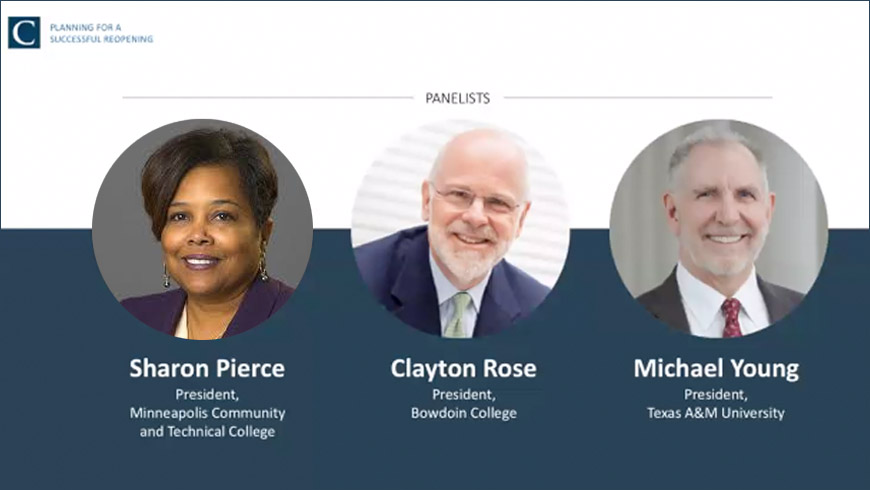 C
PLANNING FOR A
SUCCESSFUL REOPENING
PANELISTS
Sharon Pierce
President,
Minneapolis Community
and Technical College
Clayton Rose
President,
Bowdoin College
Michael Young
President,
Texas A&M University